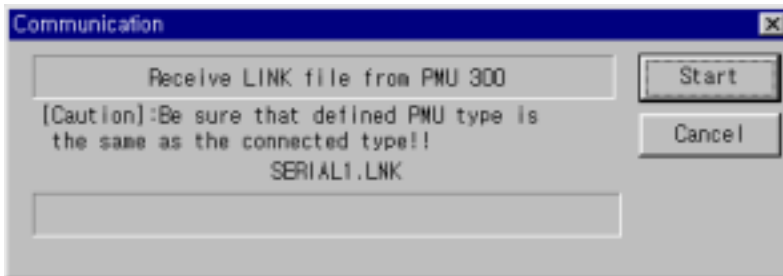 Communication
Receive LINK file from PMU 300
Start
[Caution]:Be sure that defined PMU type is
the same as the connected type!!
Cancel
SERIAL1.LNK